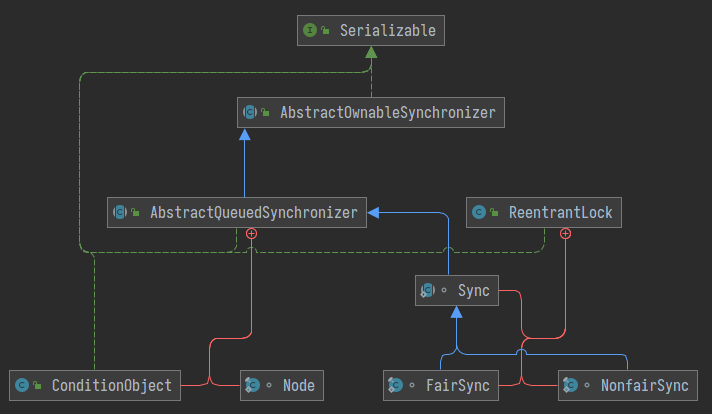 Serializable
AbstractOwnableSynchronizer
AbstractQueuedSynchronizer
ReentrantLock
Sync
ConditionObject
Node
FairSync
NonfairSync